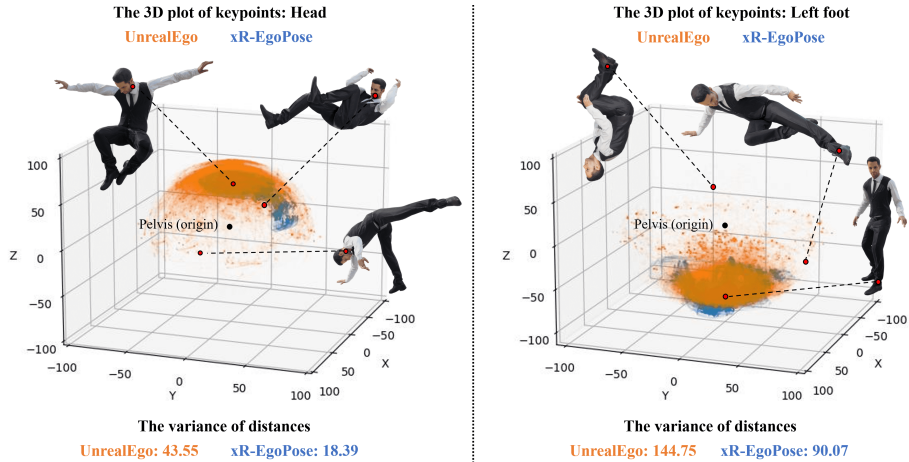 The 3D plot of keypoints: Head
UnrealEgo xR-EgoPose
100
50
Z
0
−50
−100
Pelvis (origin)
−100
−50
0
Y
50
100
−100
−50
0
X
50
100
The variance of distances
UnrealEgo: 43.55 xR-EgoPose: 18.39
The 3D plot of keypoints: Left foot
UnrealEgo xR-EgoPose
100
50
Z
0
−50
−100
Pelvis (origin)
−100
−50
0
Y
50
100
−100
−50
0
X
50
100
The variance of distances
UnrealEgo: 144.75 xR-EgoPose: 90.07